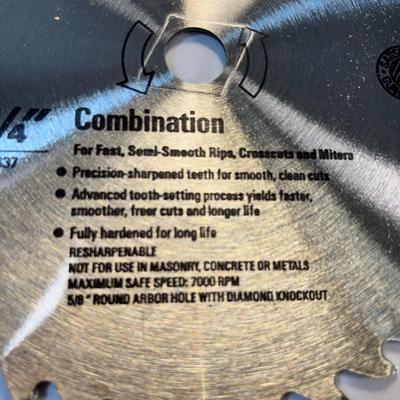 /4"
Combination
637
For Fast, Semi-Smooth Rips, Crosscuts and Miters
● Precision-sharpened teeth for smooth, clean cuts
● Advanced tooth-setting process yields faster,
smoother, freer cuts and longer life
● Fully hardened for long life
RESHARPENABLE
NOT FOR USE IN MASONRY, CONCRETE OR METALS
MAXIMUM SAFE SPEED: 7000 RPM
5/8" ROUND ARBOR HOLE WITH DIAMOND KNOCKOUT